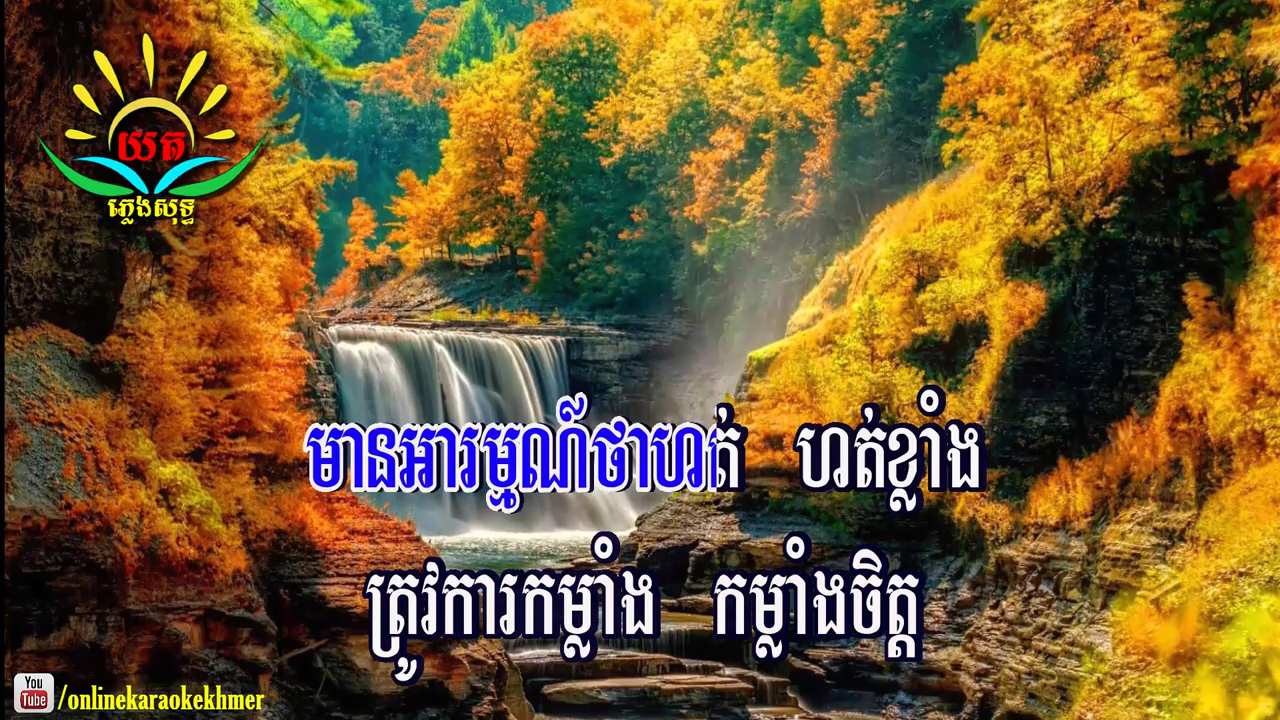 យត
ភ្លេងសុទ្ធ
មានអារម្មណ៍ថាហត់ ហត់ខ្លាំង
ត្រូវការកម្លាំង កម្លាំងចិត្ត
You
Tube
/onlinekaraokekhmer